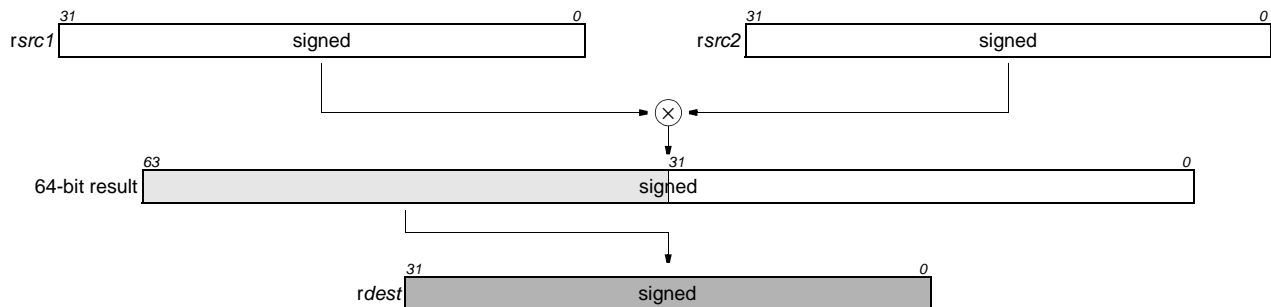 31 0 31 0
rsrc1 signed rsrc2 signed
×
63 31 0
64-bit result signed
31 0
rdest signed